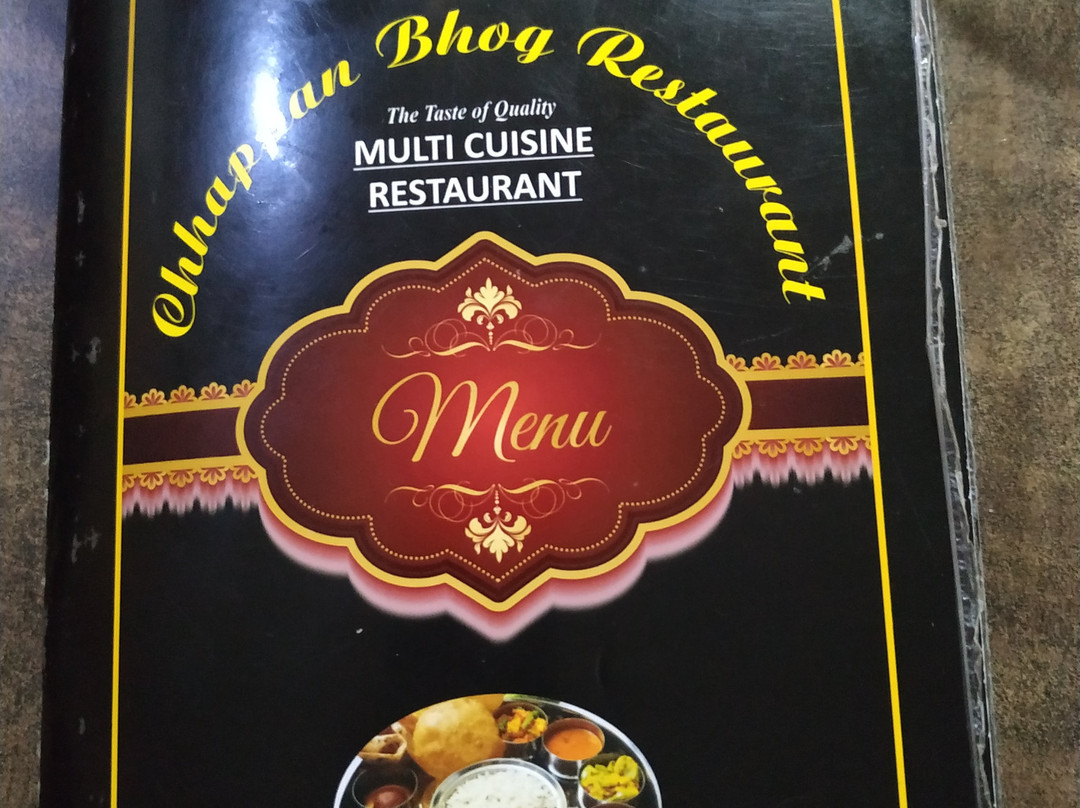 Chhappan Bhog Restaurant
The Taste of Quality
MULTI CUISINE
RESTAURANT
Menu